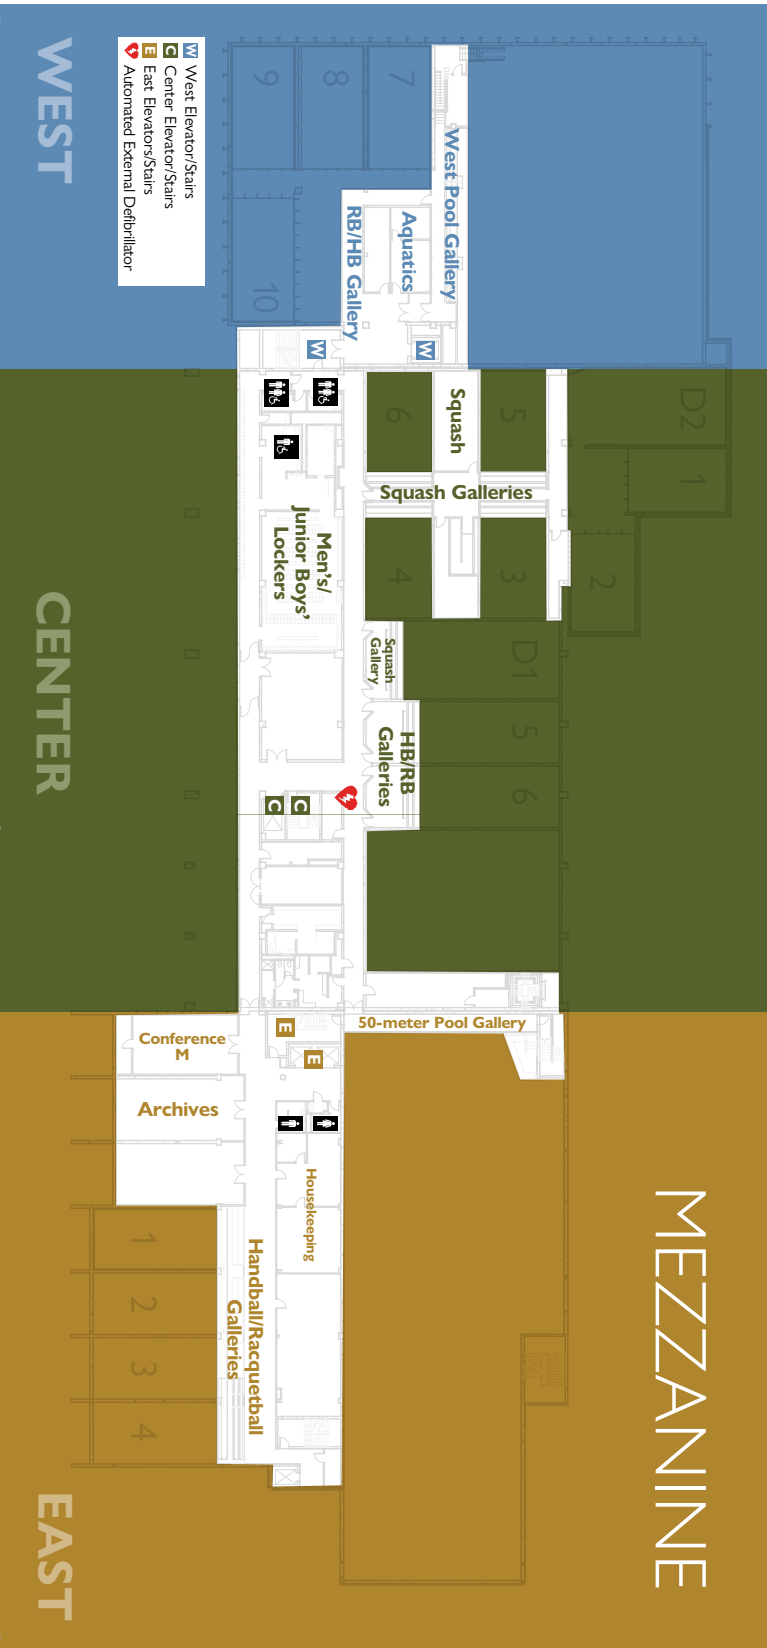 MEZZANINE
WEST
CENTER
EAST
W West Elevator/Stairs
C Center Elevator/Stairs
E East Elevators/Stairs
Automated External Defibrillator
West Pool Gallery
Aquatics
RB/HB Gallery
7
8
9
10
W
W
D2
1
2
5
Squash
6
Squash Galleries
3
4
Men's/
Junior Boys'
Lockers
Squash
Gallery
D1
5
6
HB/RB
Galleries
C
C
50-meter Pool Gallery
E
E
Conference
M
Archives
Housekeeping
Handball/Racquetball
Galleries
1
2
3
4